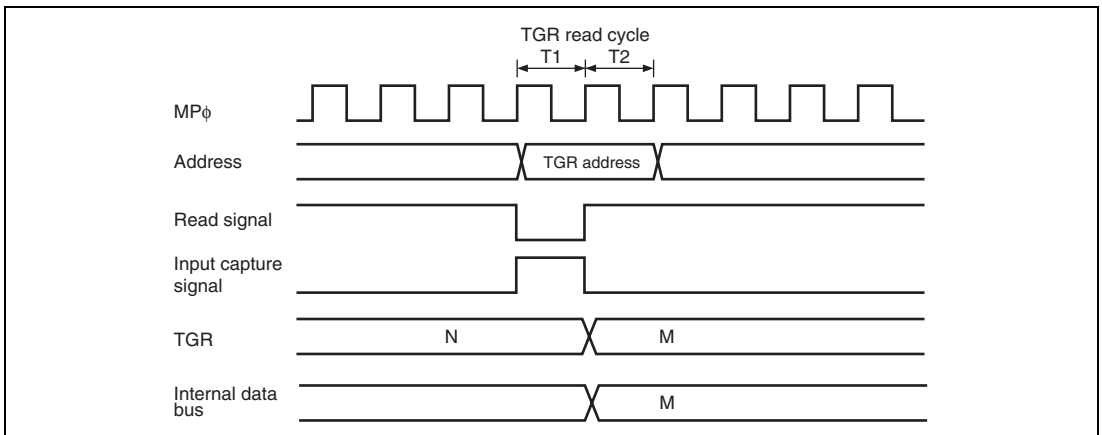 TGR read cycle
T1 T2
MPϕ
Address
TGR address
Read signal
Input capture
signal
TGR
N
M
Internal data
bus
M